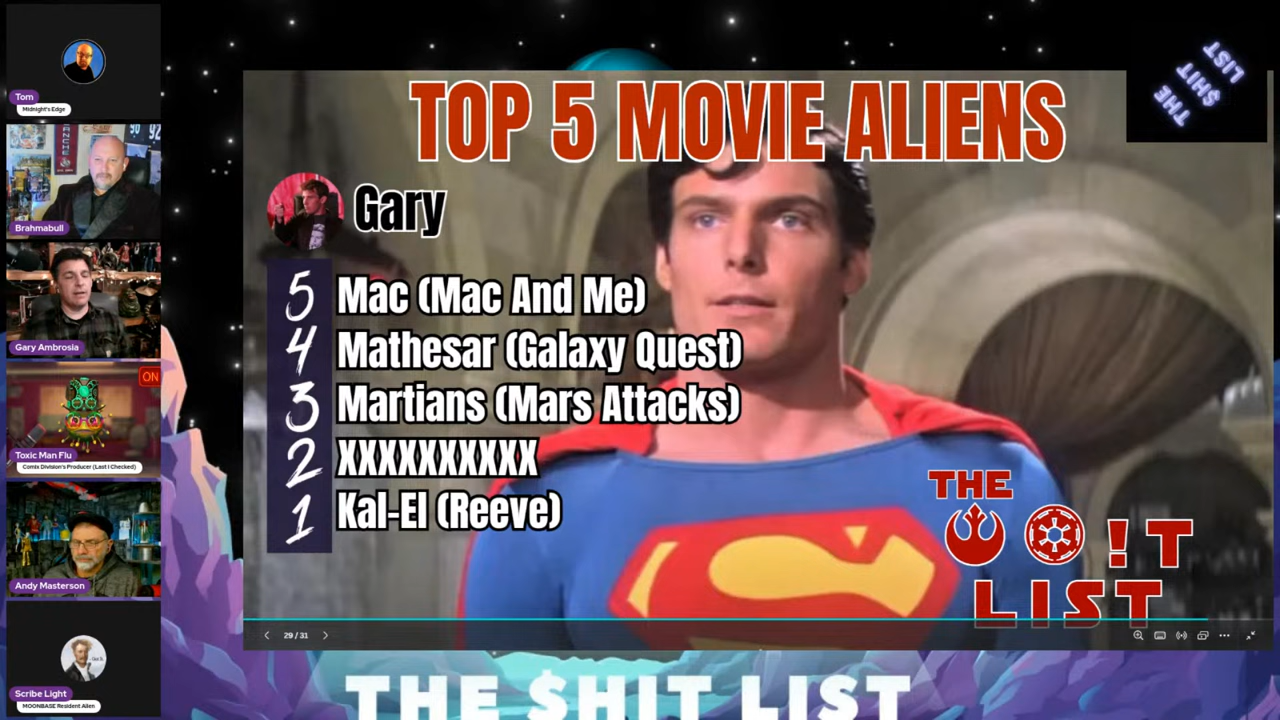 Tom
Midnight's Edge
Brahmabull
Gary Ambrosia
ON
Toxic Man Flu
Comix Division's Producer (Last I Checked)
Andy Masterson
Scribe Light
MOONBASE Resident Alien
TOP 5 MOVIE ALIENS
Gary
5 Mac (Mac And Me)
4 Mathesar (Galaxy Quest)
3 Martians (Mars Attacks)
2 XXXXXXXXXX
1 Kal-El (Reeve)
THE
!T
LIST
29 / 31
THE
$HIT
LIST
THE $HIT LIST